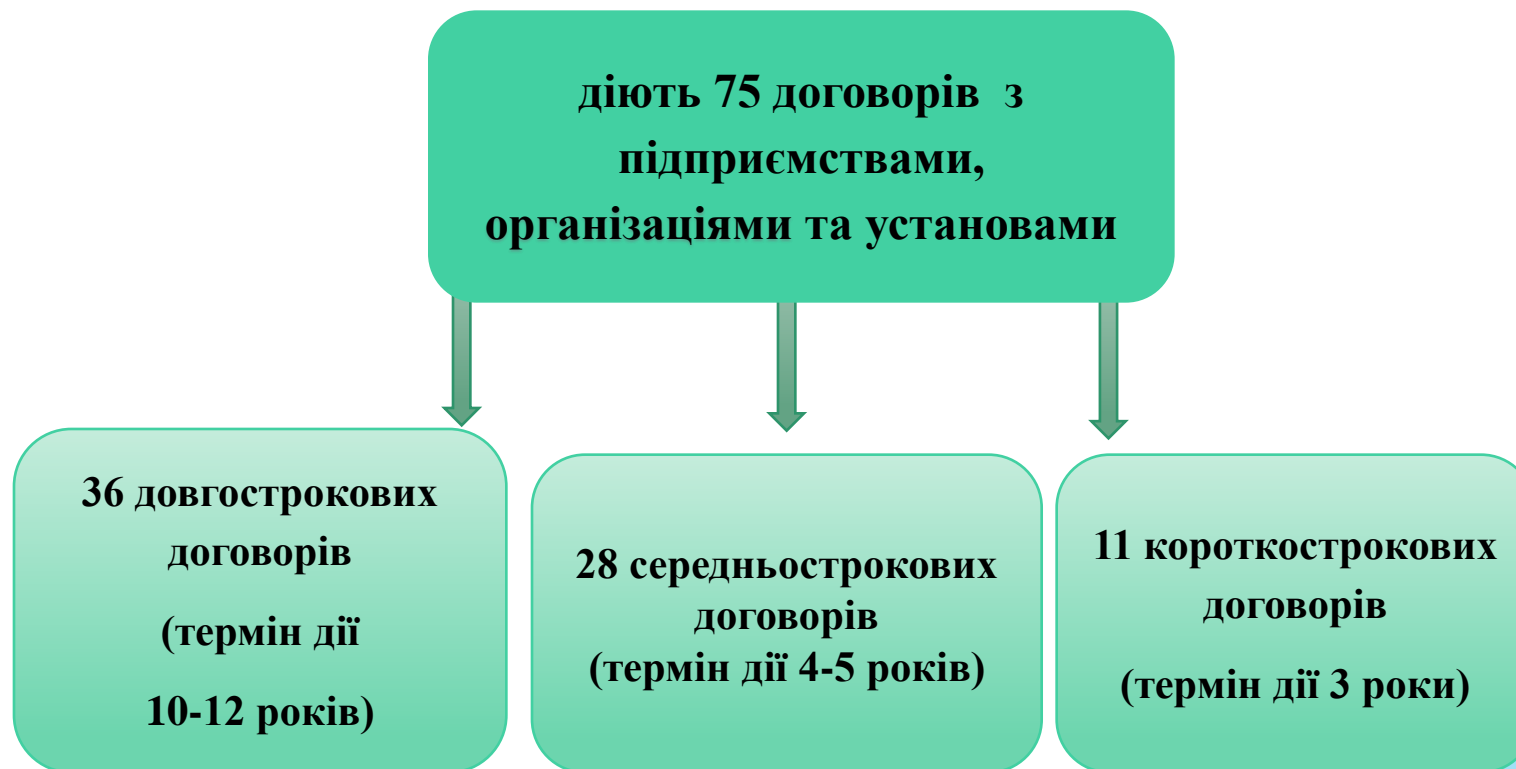 діють 75 договорів з
підприємствами,
організаціями та установами
36 довгострокових
договорів
(термін дії
10-12 років)
28 середньострокових
договорів
(термін дії 4-5 років)
11 короткострокових
договорів
(термін дії 3 роки)